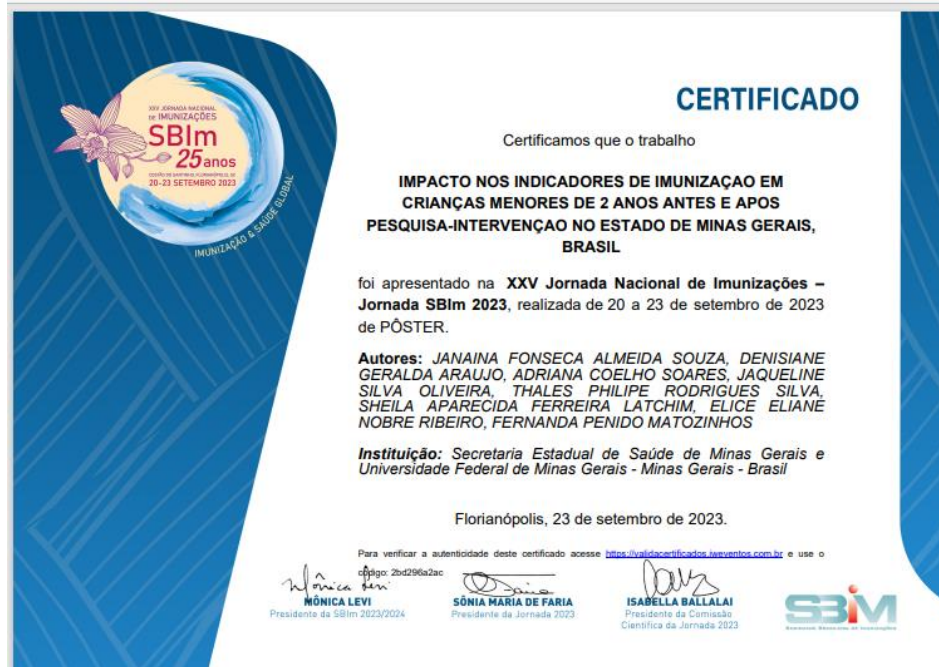 XXV JORNADA NACIONAL
DE IMUNIZAÇÕES
SBIm
25 anos
20-23 SETEMBRO 2023
IMUNIZAÇÃO & SAÚDE GLOBAL
CERTIFICADO
Certificamos que o trabalho
IMPACTO NOS INDICADORES DE IMUNIZAÇAO EM
CRIANÇAS MENORES DE 2 ANOS ANTES E APOS
PESQUISA-INTERVENÇAO NO ESTADO DE MINAS GERAIS,
BRASIL
foi apresentado na XXV Jornada Nacional de Imunizações –
Jornada SBIm 2023, realizada de 20 a 23 de setembro de 2023
de PÔSTER.
Autores: JANAINA FONSECA ALMEIDA SOUZA, DENISIANE
GERALDA ARAUJO, ADRIANA COELHO SOARES, JAQUELINE
SILVA OLIVEIRA, THALES PHILIPE RODRIGUES SILVA,
SHEILA APARECIDA FERREIRA LATCHIM, ELICE ELIANE
NOBRE RIBEIRO, FERNANDA PENIDO MATOZINHOS
Instituição: Secretaria Estadual de Saúde de Minas Gerais e
Universidade Federal de Minas Gerais - Minas Gerais - Brasil
Florianópolis, 23 de setembro de 2023.
Para verificar a autenticidade deste certificado acesse https://validacertificados.iweventos.com.br e use o
código: 2bd296a2ac
Mônica Levi
MÔNICA LEVI
Presidente da SBIm 2023/2024
SÔNIA MARIA DE FARIA
Presidente da Jornada 2023
ISABELLA BALLALAI
Presidente da Comissão
Científica da Jornada 2023
SBIM
SOCIEDADE BRASILEIRA DE IMUNIZAÇÕES